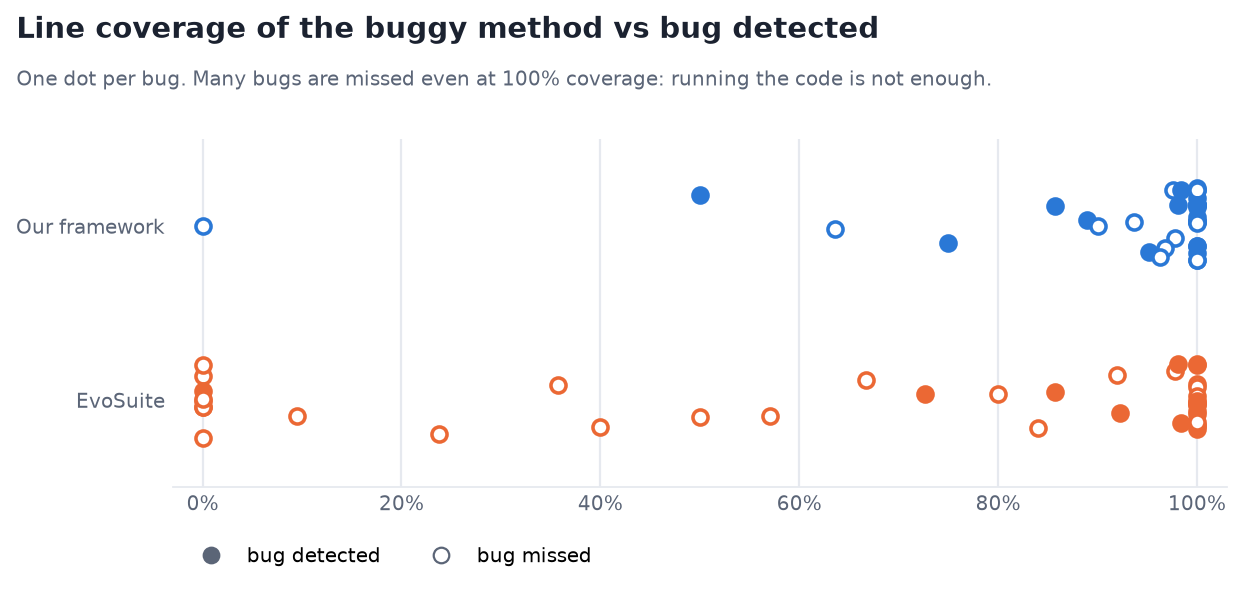 Line coverage of the buggy method vs bug detected
One dot per bug. Many bugs are missed even at 100% coverage: running the code is not enough.
Our framework
EvoSuite
0% 20% 40% 60% 80% 100%
bug detected bug missed